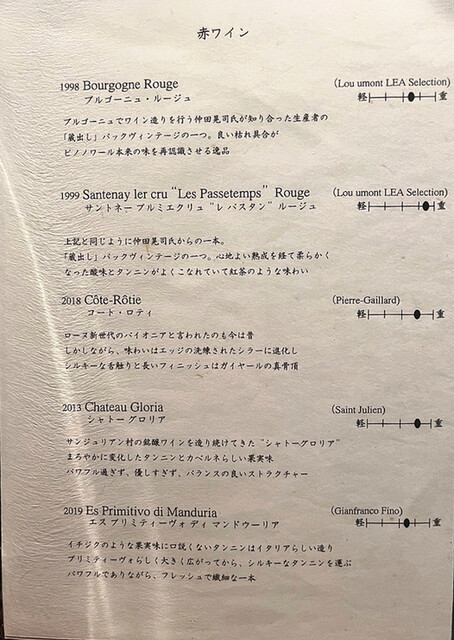 赤ワイン
1998 Bourgogne Rouge (Lou umont LEA Selection)
ブルゴーニュ・ルージュ 軽 重
ブルゴーニュでワイン造りを行う仲田晃司氏が知り合った生産者の
「蔵出し」バックヴィンテージの一つ。良い枯れ具合が
ピノノワール本来の味を再認識させる逸品
1999 Santenay 1er cru “Les Passetemps” Rouge (Lou umont LEA Selection)
サントネー プルミエクリュ “レ パスタン” ルージュ 軽 重
上記と同じように仲田晃司氏からの一本。
「蔵出し」バックヴィンテージの一つ。心地よい熟成を経て柔らかく
なった酸味とタンニンがよくこなれていて紅茶のような味わい
2018 Côte-Rôtie (Pierre-Gaillard)
コート・ロティ 軽 重
ローヌ新世代のパイオニアと言われたのも今は昔
しかしながら、味わいはエッジの洗練されたシラーに進化し
シルキーな舌触りと長いフィニッシュはガイヤールの真骨頂
2013 Chateau Gloria (Saint Julien)
シャトーグロリア 軽 重
サンジュリアン村の銘醸ワインを造り続けてきた “シャトーグロリア”
まろやかに変化したタンニンとカベルネらしい果実味
パワフル過ぎず、優しすぎず、バランスの良いストラクチャー
2019 Es Primitivo di Manduria (Gianfranco Fino)
エス プリミティーヴォ ディ マンドウーリア 軽 重
イチジクのような果実味に口説くないタンニンはイタリアらしい造り
プリミティーヴォらしく大きく広がってから、シルキーなタンニンを運ぶ
パワフルでありながら、フレッシュで繊細な一本